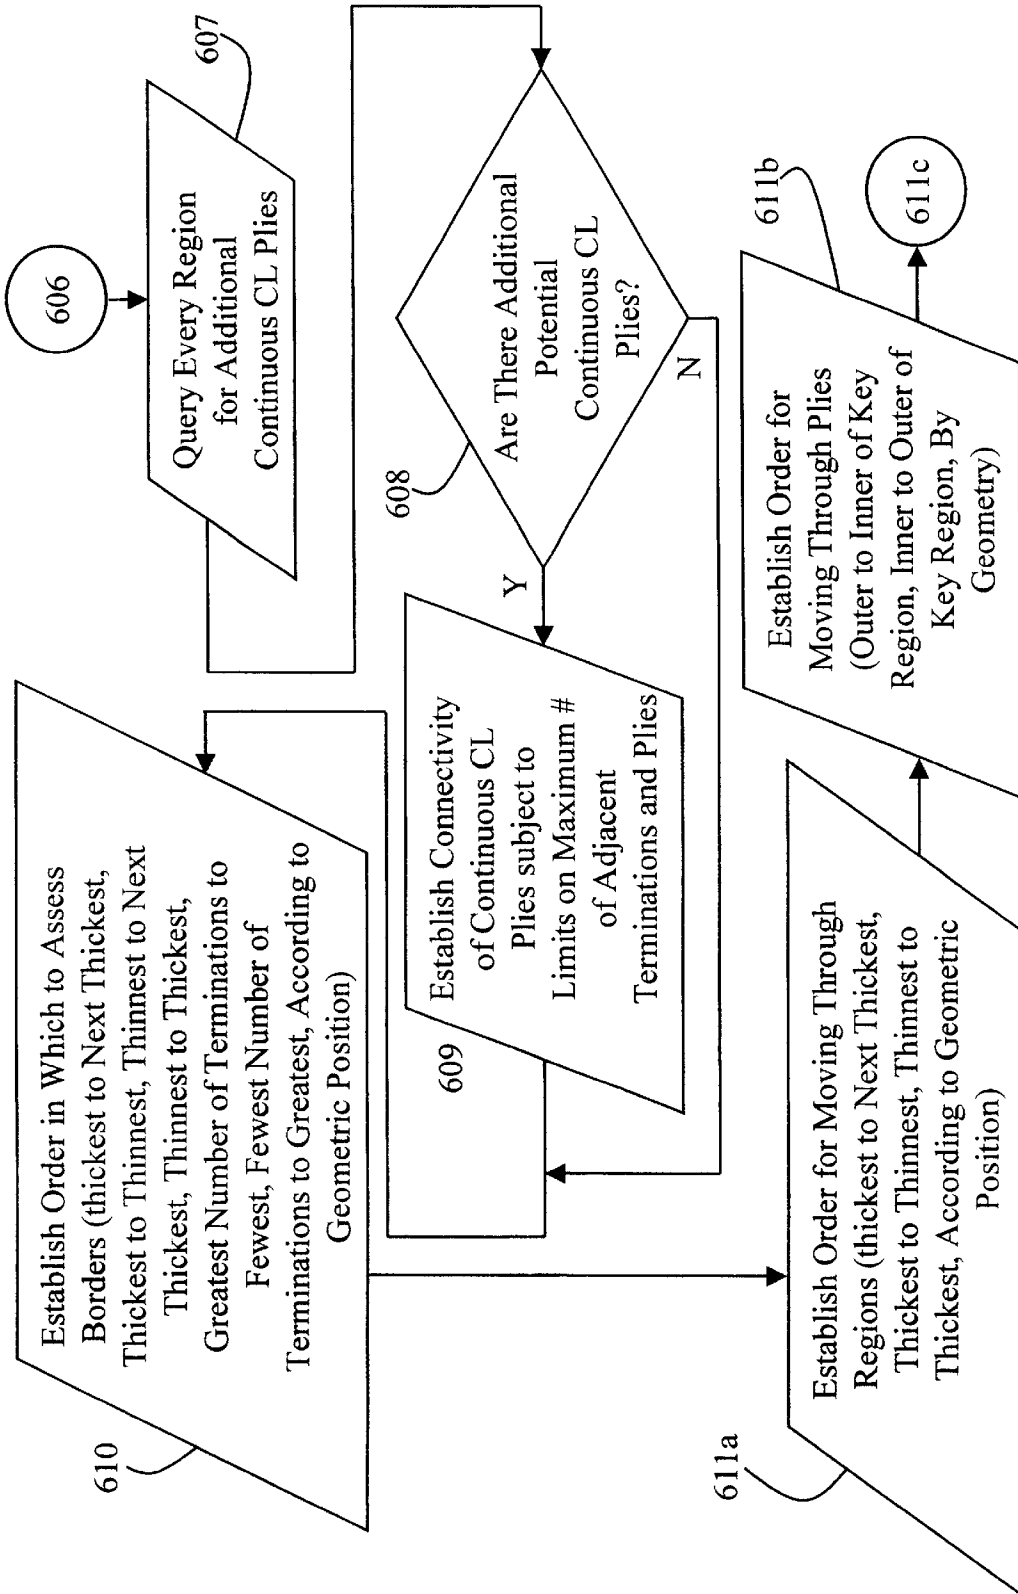 606
607
Query Every Region
for Additional
Continuous CL Plies
608
Are There Additional
Potential
Continuous CL
Plies?
Y
N
609
Establish Connectivity
of Continuous CL
Plies subject to
Limits on Maximum #
of Adjacent
Terminations and Plies
610
Establish Order in Which to Assess
Borders (thickest to Next Thickest,
Thickest to Thinnest, Thinnest to Next
Thickest, Thinnest to Thickest,
Greatest Number of Terminations to
Fewest, Fewest Number of
Terminations to Greatest, According to
Geometric Position)
611a
Establish Order for Moving Through
Regions (thickest to Next Thickest,
Thickest to Thinnest, Thinnest to
Thickest, According to Geometric
Position)
611b
Establish Order for
Moving Through Plies
(Outer to Inner of Key
Region, Inner to Outer of
Key Region, By
Geometry)
611c